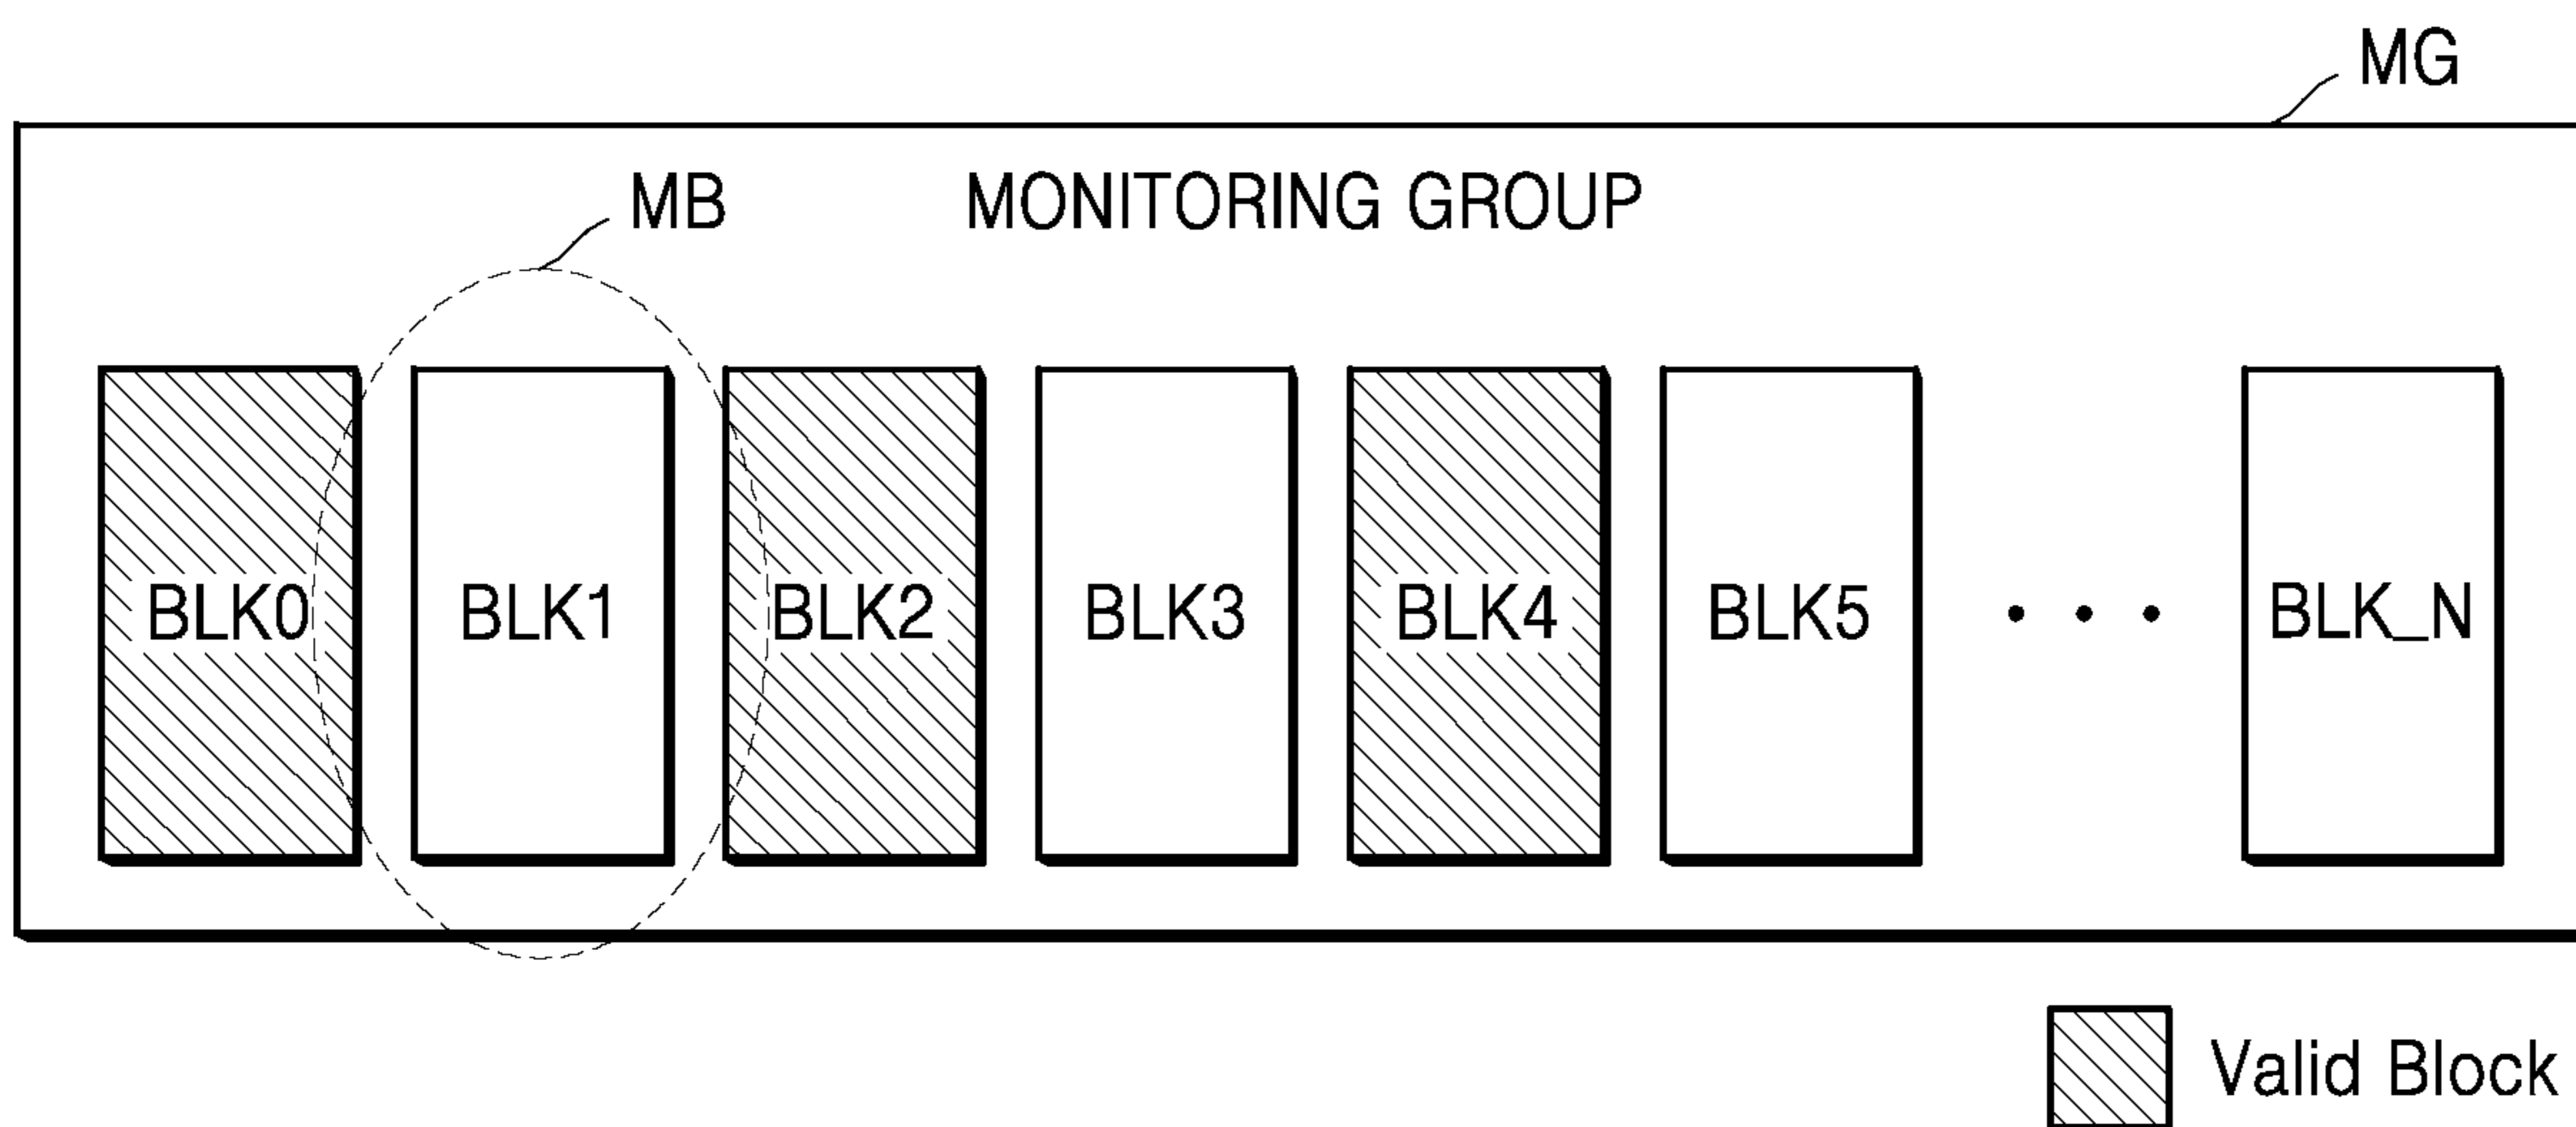 MG
MB
MONITORING GROUP
BLK0 BLK1 BLK2 BLK3 BLK4 BLK5 • • • BLK_N
Valid Block